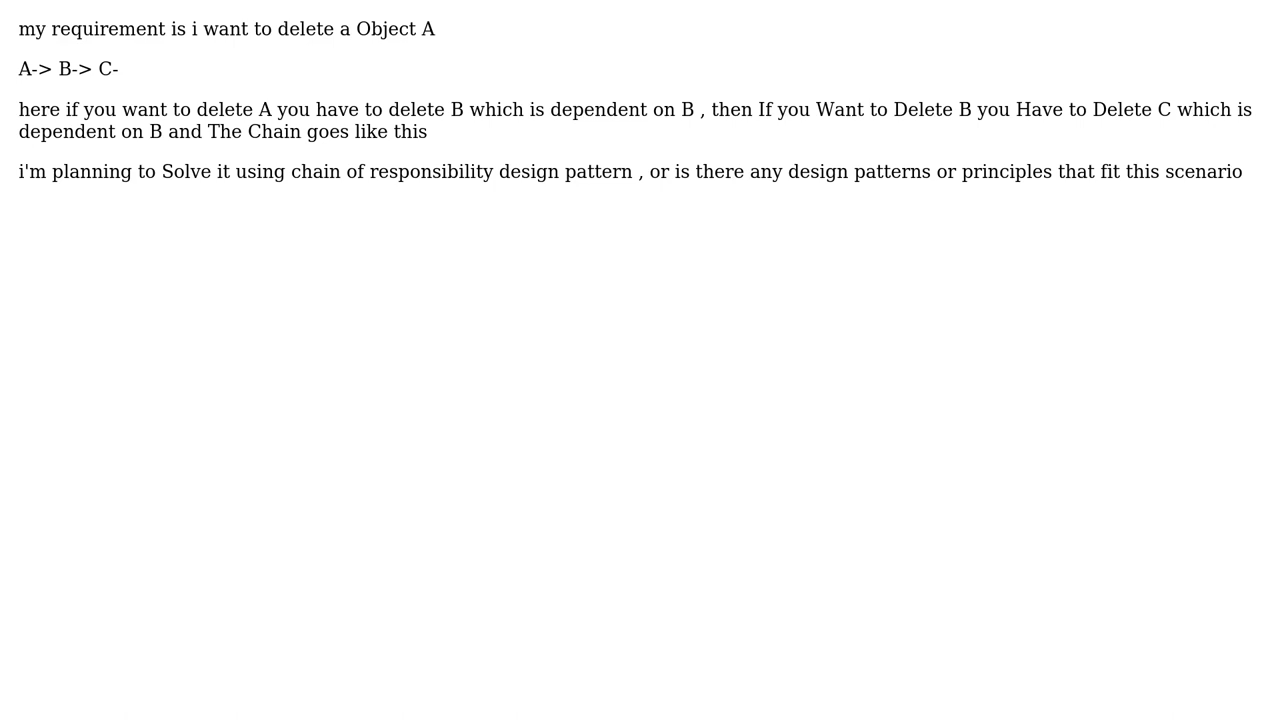 my requirement is i want to delete a Object A
A-> B-> C-
here if you want to delete A you have to delete B which is dependent on B , then If you Want to Delete B you Have to Delete C which is
dependent on B and The Chain goes like this
i'm planning to Solve it using chain of responsibility design pattern , or is there any design patterns or principles that fit this scenario